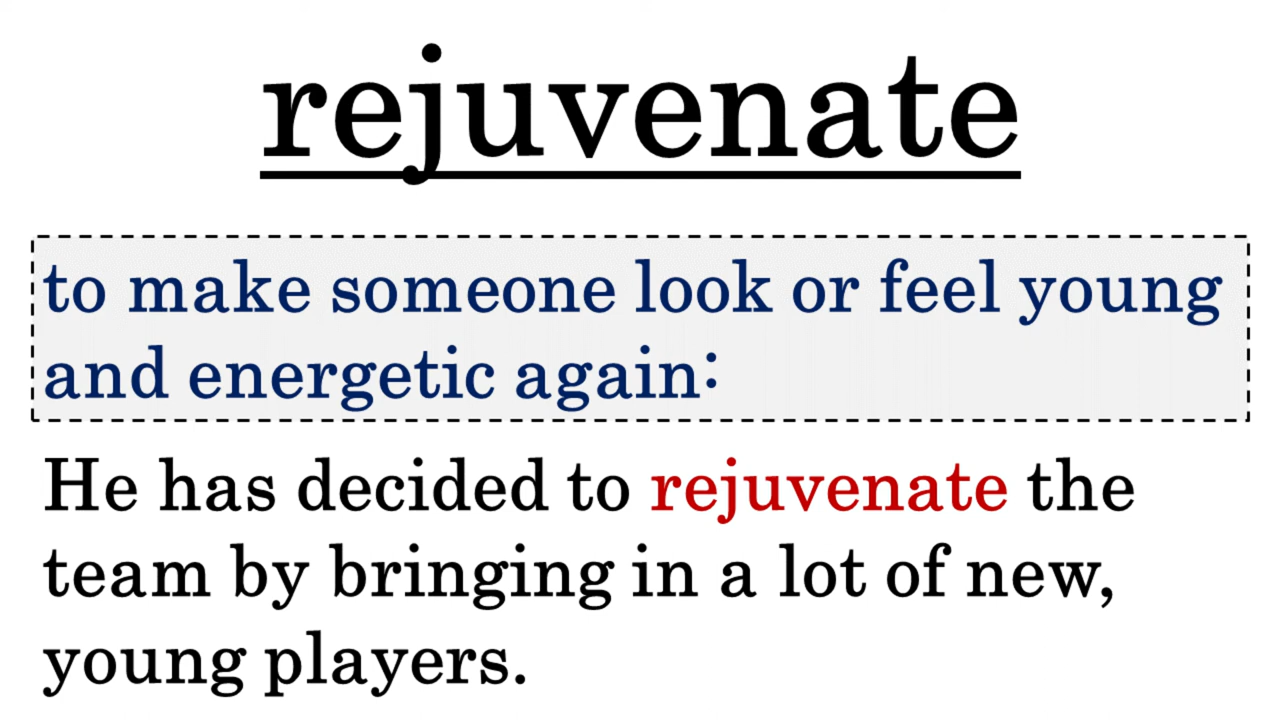 rejuvenate
to make someone look or feel young
and energetic again:
He has decided to rejuvenate the
team by bringing in a lot of new,
young players.